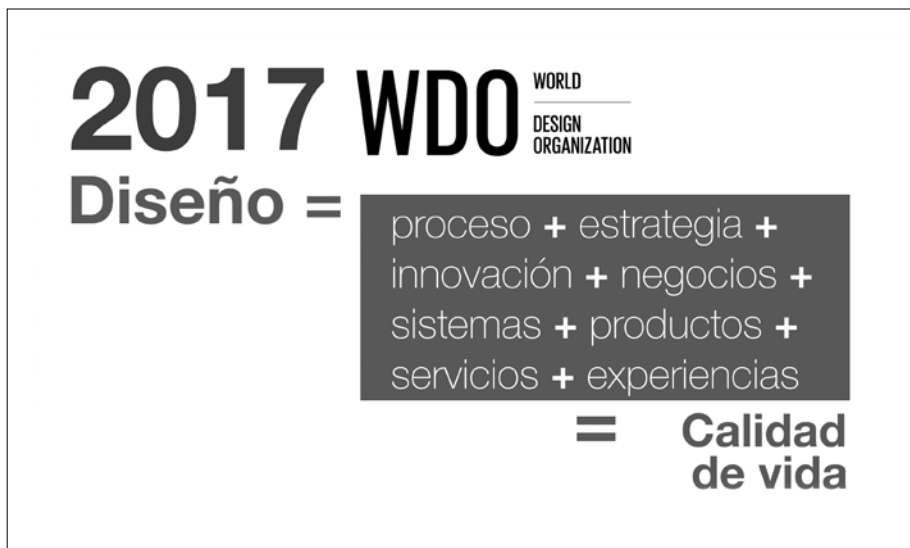 2017 WDO WORLD
DESIGN
ORGANIZATION
Diseño =
proceso + estrategia +
innovación + negocios +
sistemas + productos +
servicios + experiencias
= Calidad
de vida